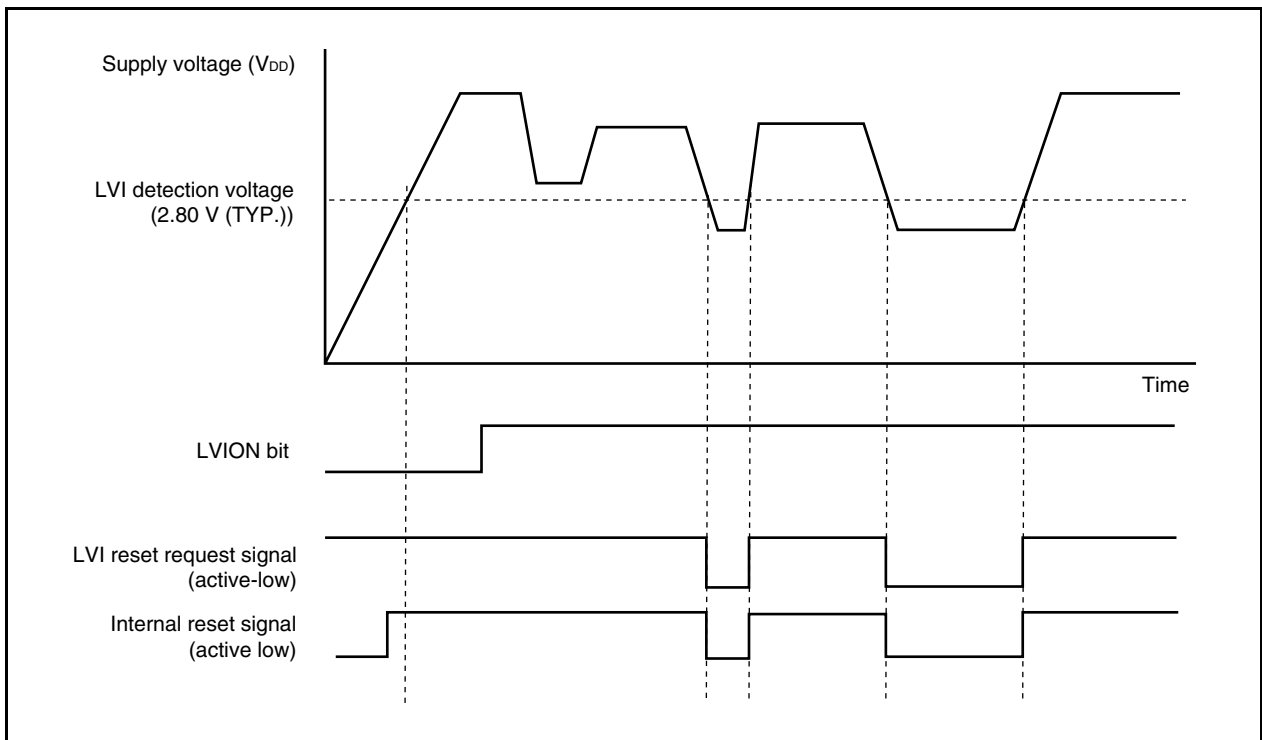 Supply voltage (VDD)
LVI detection voltage
(2.80 V (TYP.))
Time
LVION bit
LVI reset request signal
(active-low)
Internal reset signal
(active low)